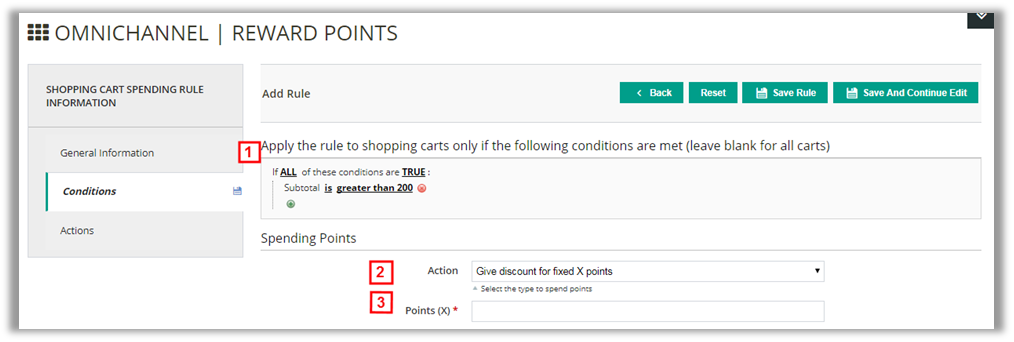 OMNICHANNEL | REWARD POINTS
SHOPPING CART SPENDING RULE
INFORMATION
General Information
Conditions
Actions
Add Rule
Back
Reset
Save Rule
Save And Continue Edit
1
Apply the rule to shopping carts only if the following conditions are met (leave blank for all carts)
If ALL of these conditions are TRUE :
Subtotal is greater than 200
Spending Points
2
Action
Give discount for fixed X points
Select the type to spend points
3
Points (X) *